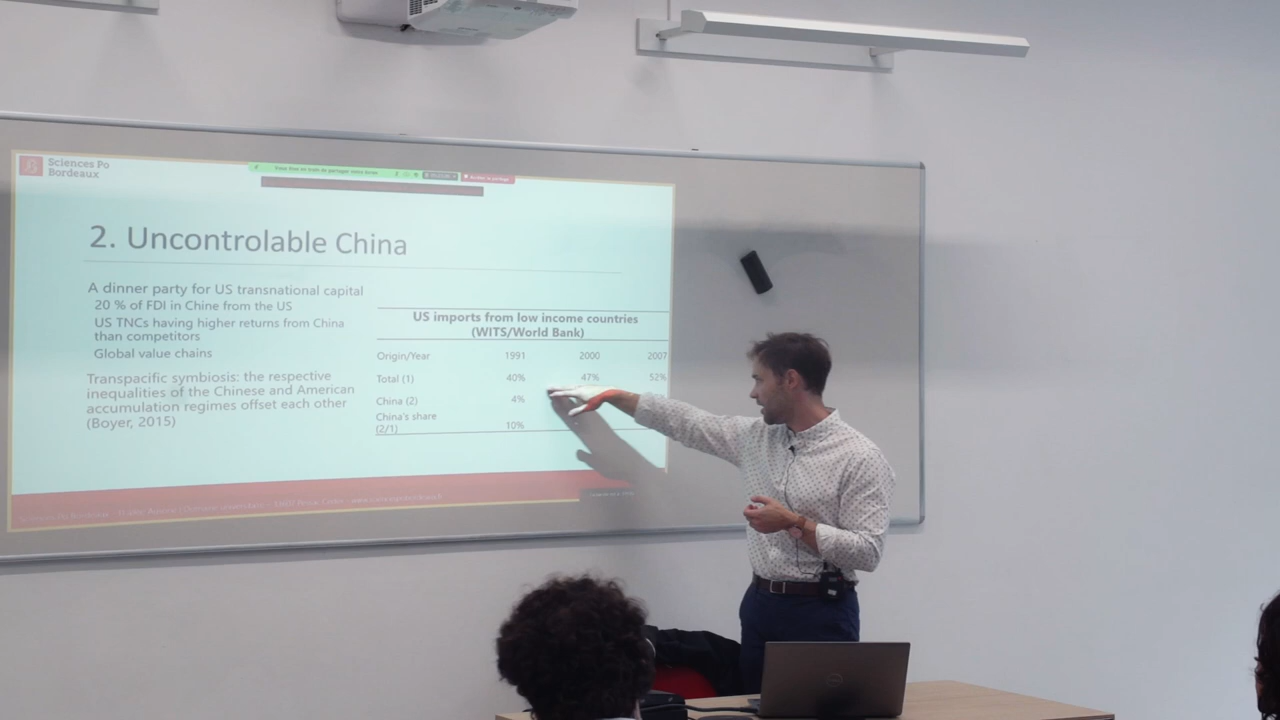 Sciences Po
Bordeaux
2. Uncontrolable China
A dinner party for US transnational capital
20 % of FDI in Chine from the US
US TNCs having higher returns from China
than competitors
Global value chains
Transpacific symbiosis: the respective
inequalities of the Chinese and American
accumulation regimes offset each other
(Boyer, 2015)
US imports from low income countries
(WITS/World Bank)
Origin/Year 1991 2000 2007
Total (1) 40% 47% 52%
China (2) 4%
China's share
(2/1) 10%